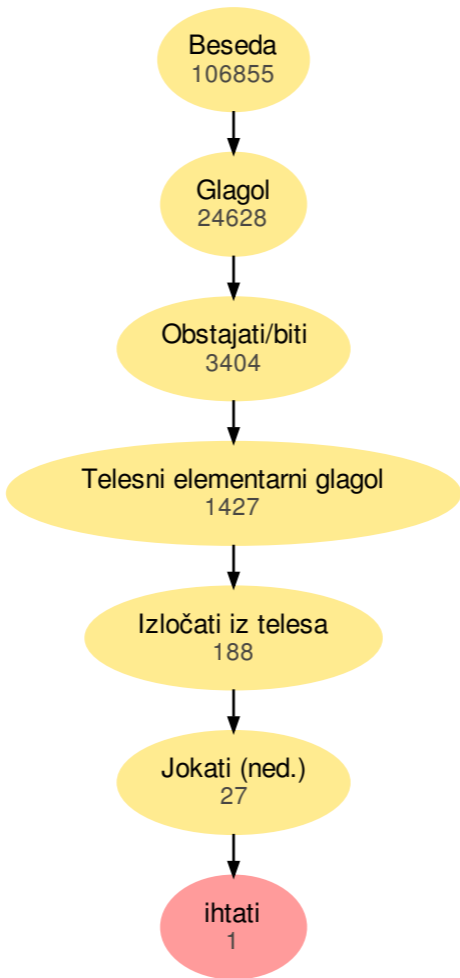 Beseda
106855
Glagol
24628
Obstajati/biti
3404
Telesni elementarni glagol
1427
Izločati iz telesa
188
Jokati (ned.)
27
ihtati
1